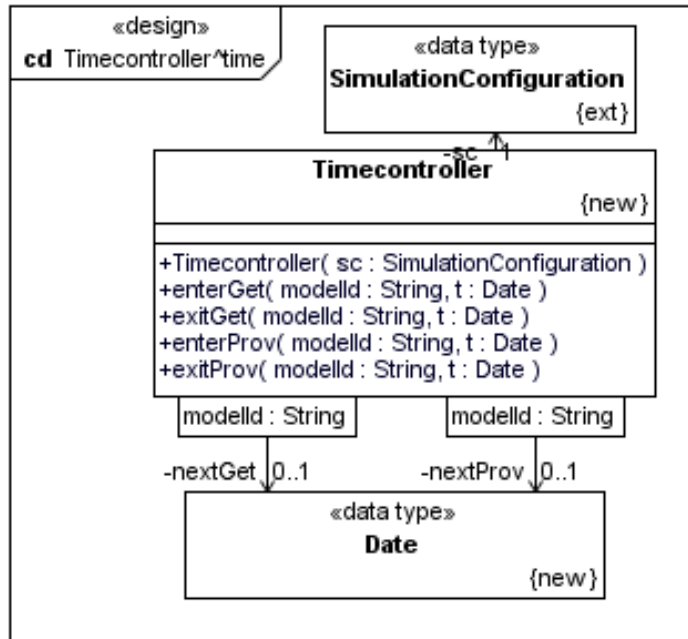 «design»
cd Timecontroller^time
«data type»
SimulationConfiguration
{ext}
-sc 1
Timecontroller
{new}
+Timecontroller( sc : SimulationConfiguration )
+enterGet( modelId : String, t : Date )
+exitGet( modelId : String, t : Date )
+enterProv( modelId : String, t : Date )
+exitProv( modelId : String, t : Date )
modelId : String modelId : String
-nextGet 0..1 -nextProv 0..1
«data type»
Date
{new}